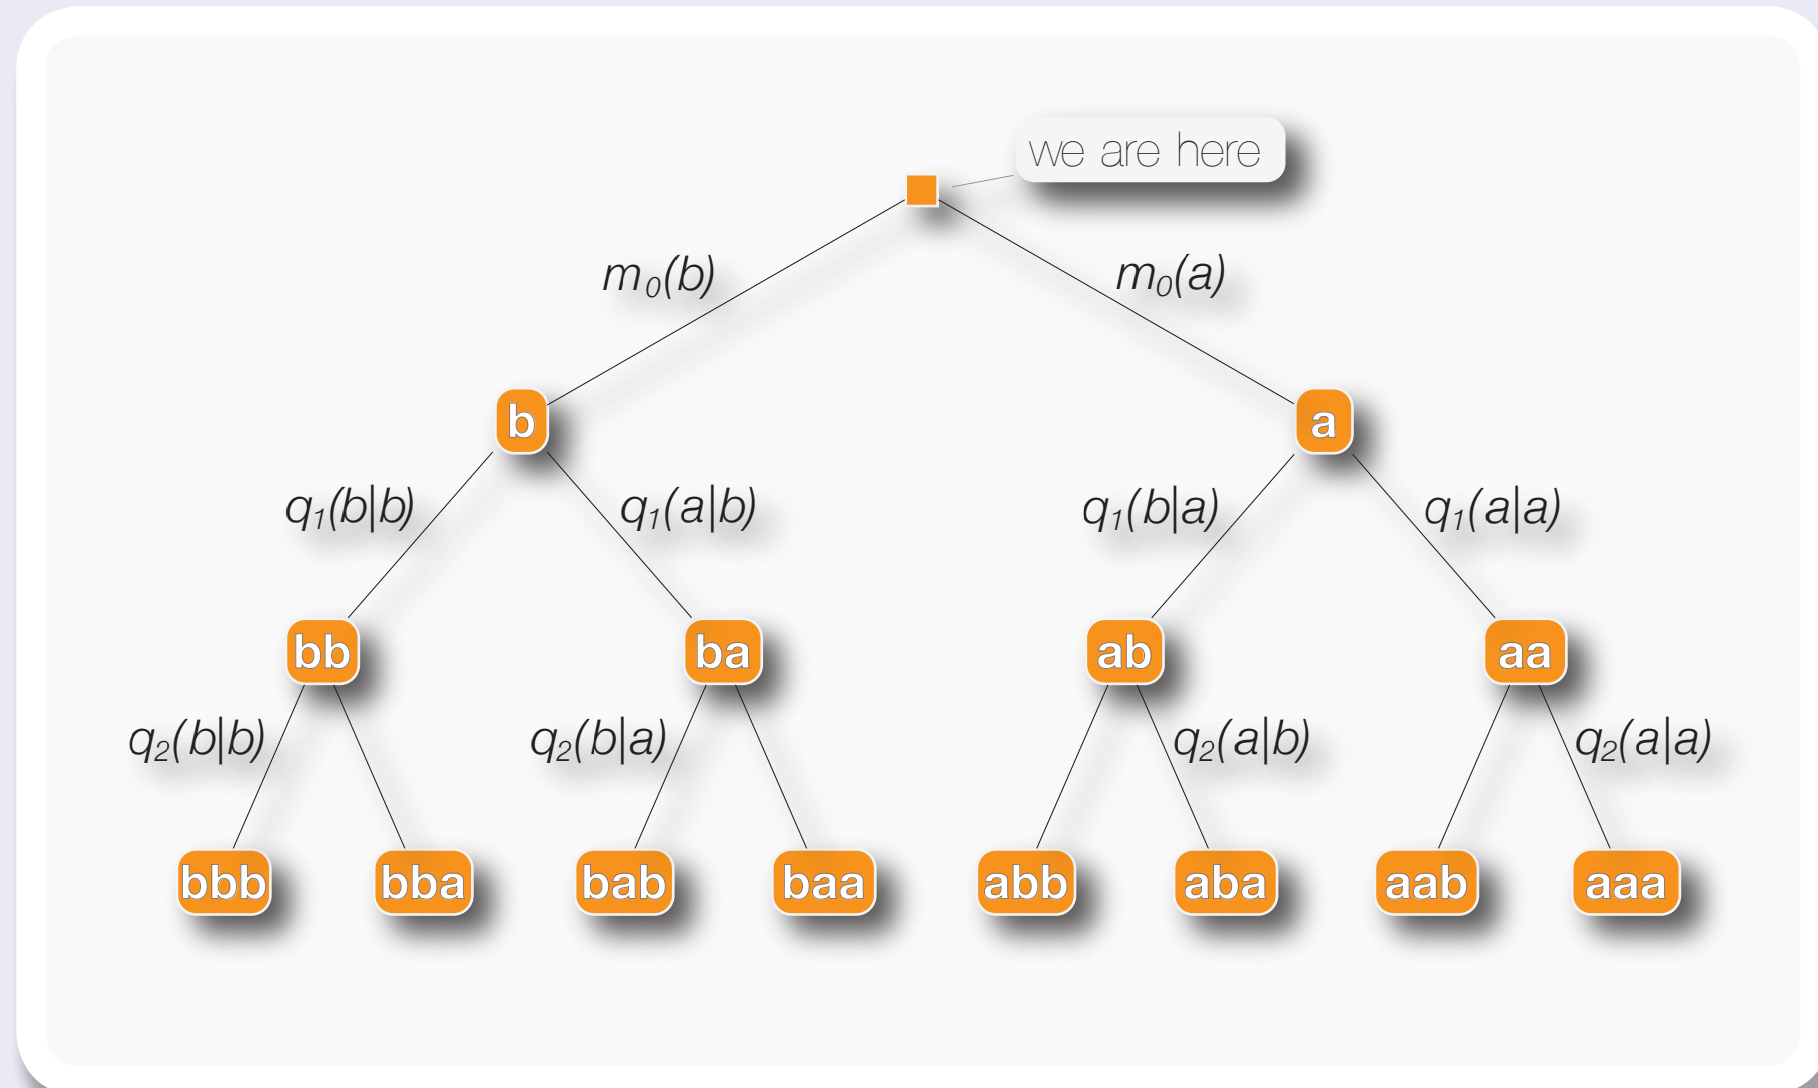 we are here
m₀(b)
m₀(a)
b
a
q₁(b|b)
q₁(a|b)
q₁(b|a)
q₁(a|a)
bb
ba
ab
aa
q₂(b|b)
q₂(b|a)
q₂(a|b)
q₂(a|a)
bbb
bba
bab
baa
abb
aba
aab
aaa